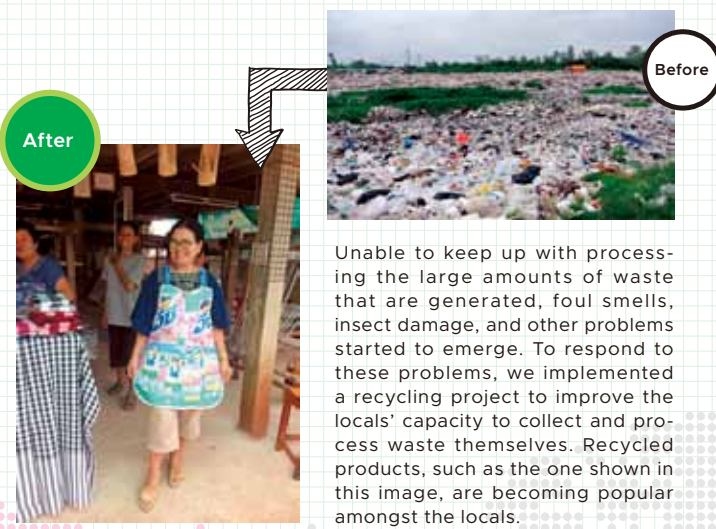 Before
After
Unable to keep up with process-
ing the large amounts of waste
that are generated, foul smells,
insect damage, and other problems
started to emerge. To respond to
these problems, we implemented
a recycling project to improve the
locals’ capacity to collect and pro-
cess waste themselves. Recycled
products, such as the one shown in
this image, are becoming popular
amongst the locals.